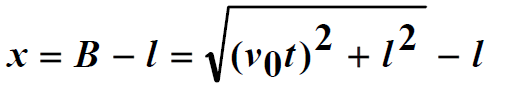 x = B − l = √((v₀t)² + l²) − l